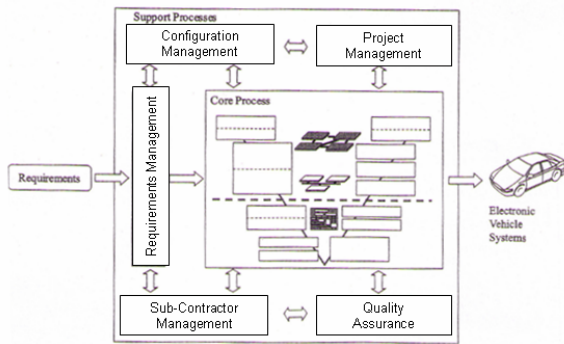 Support Processes
Configuration
Management
Project
Management
Core Process
Requirements Management
Requirements
Electronic
Vehicle
Systems
Sub-Contractor
Management
Quality
Assurance